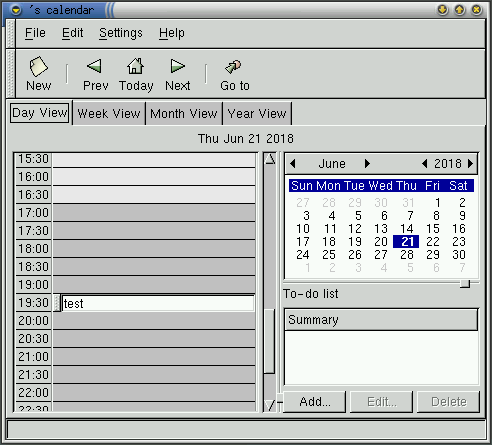 's calendar
File Edit Settings Help
New Prev Today Next Go to
Day View Week View Month View Year View
Thu Jun 21 2018
15:30
16:00
16:30
17:00
17:30
18:00
18:30
19:00
19:30 test
20:00
20:30
21:00
21:30
22:00
22:30
June 2018
Sun Mon Tue Wed Thu Fri Sat
27 28 29 30 31 1 2
3 4 5 6 7 8 9
10 11 12 13 14 15 16
17 18 19 20 21 22 23
24 25 26 27 28 29 30
1 2 3 4 5 6 7
To-do list
Summary
Add... Edit... Delete